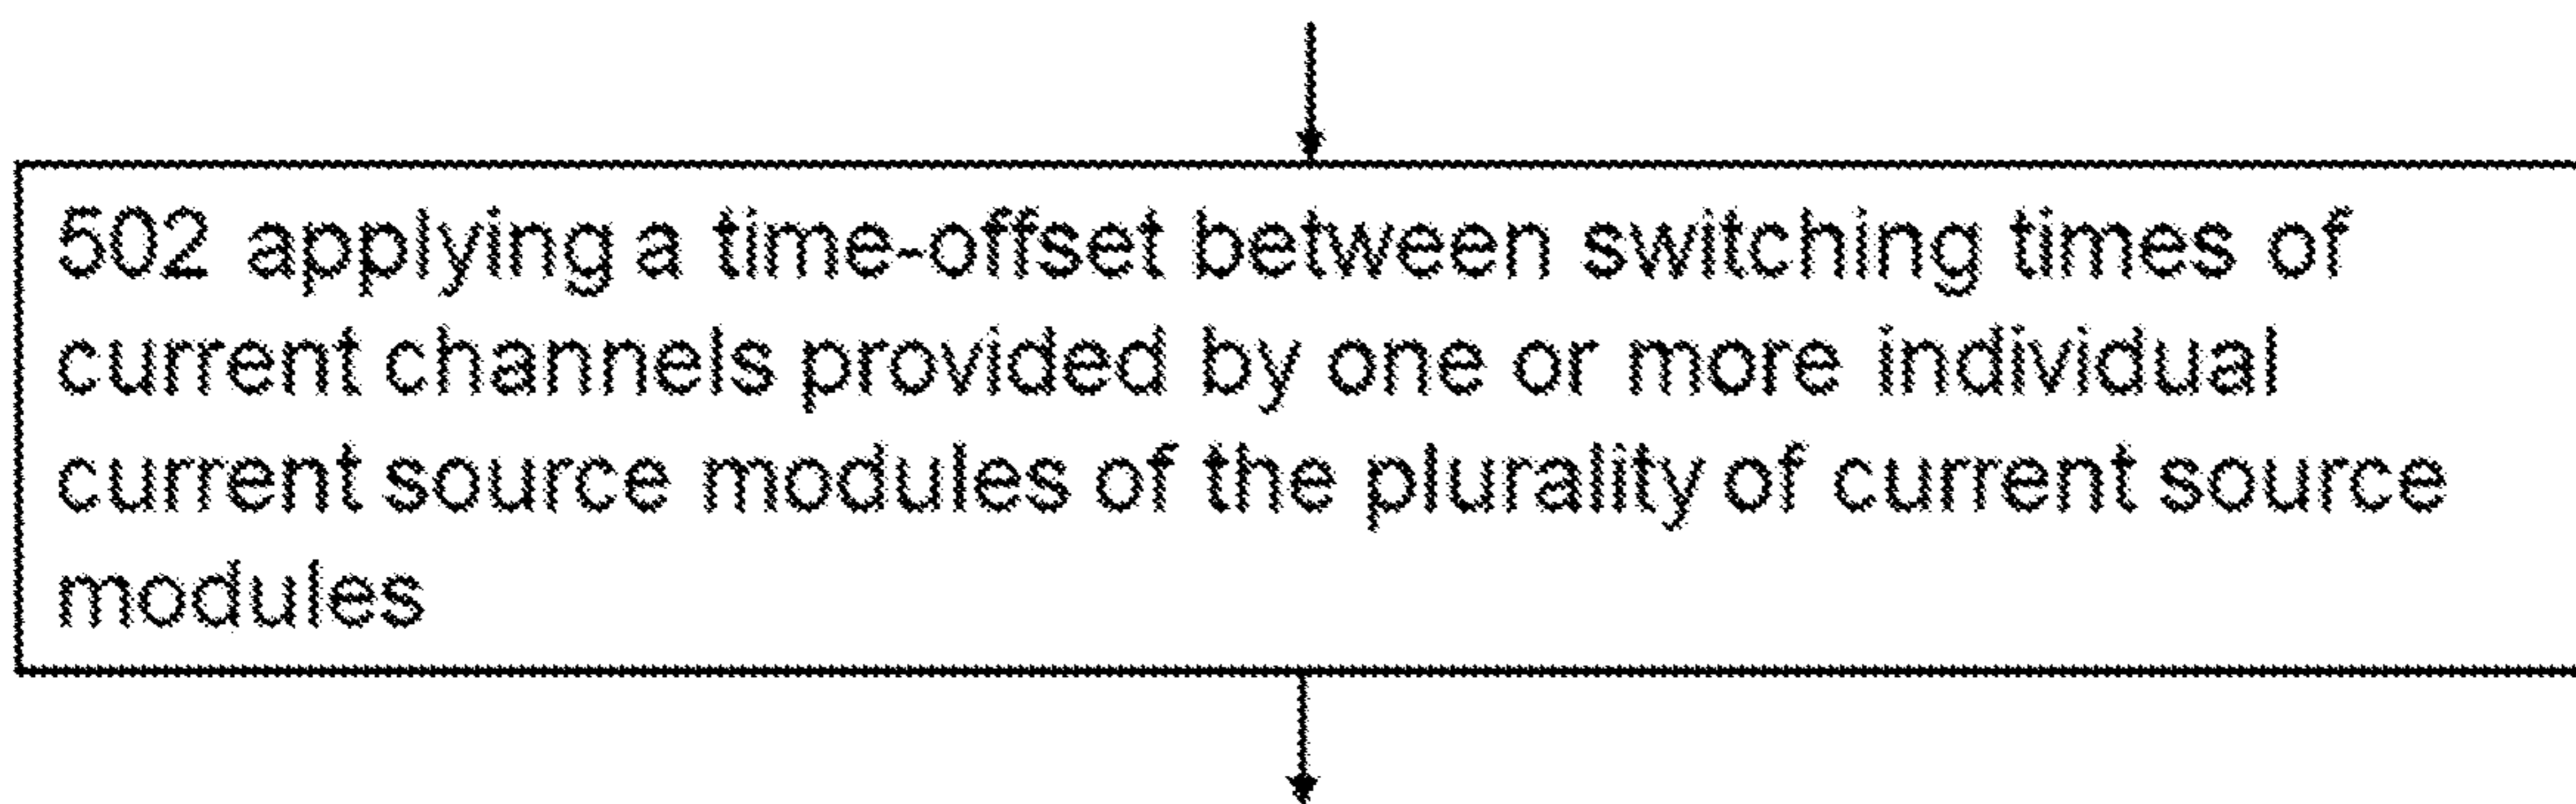 502 applying a time-offset between switching times of
current channels provided by one or more individual
current source modules of the plurality of current source
modules